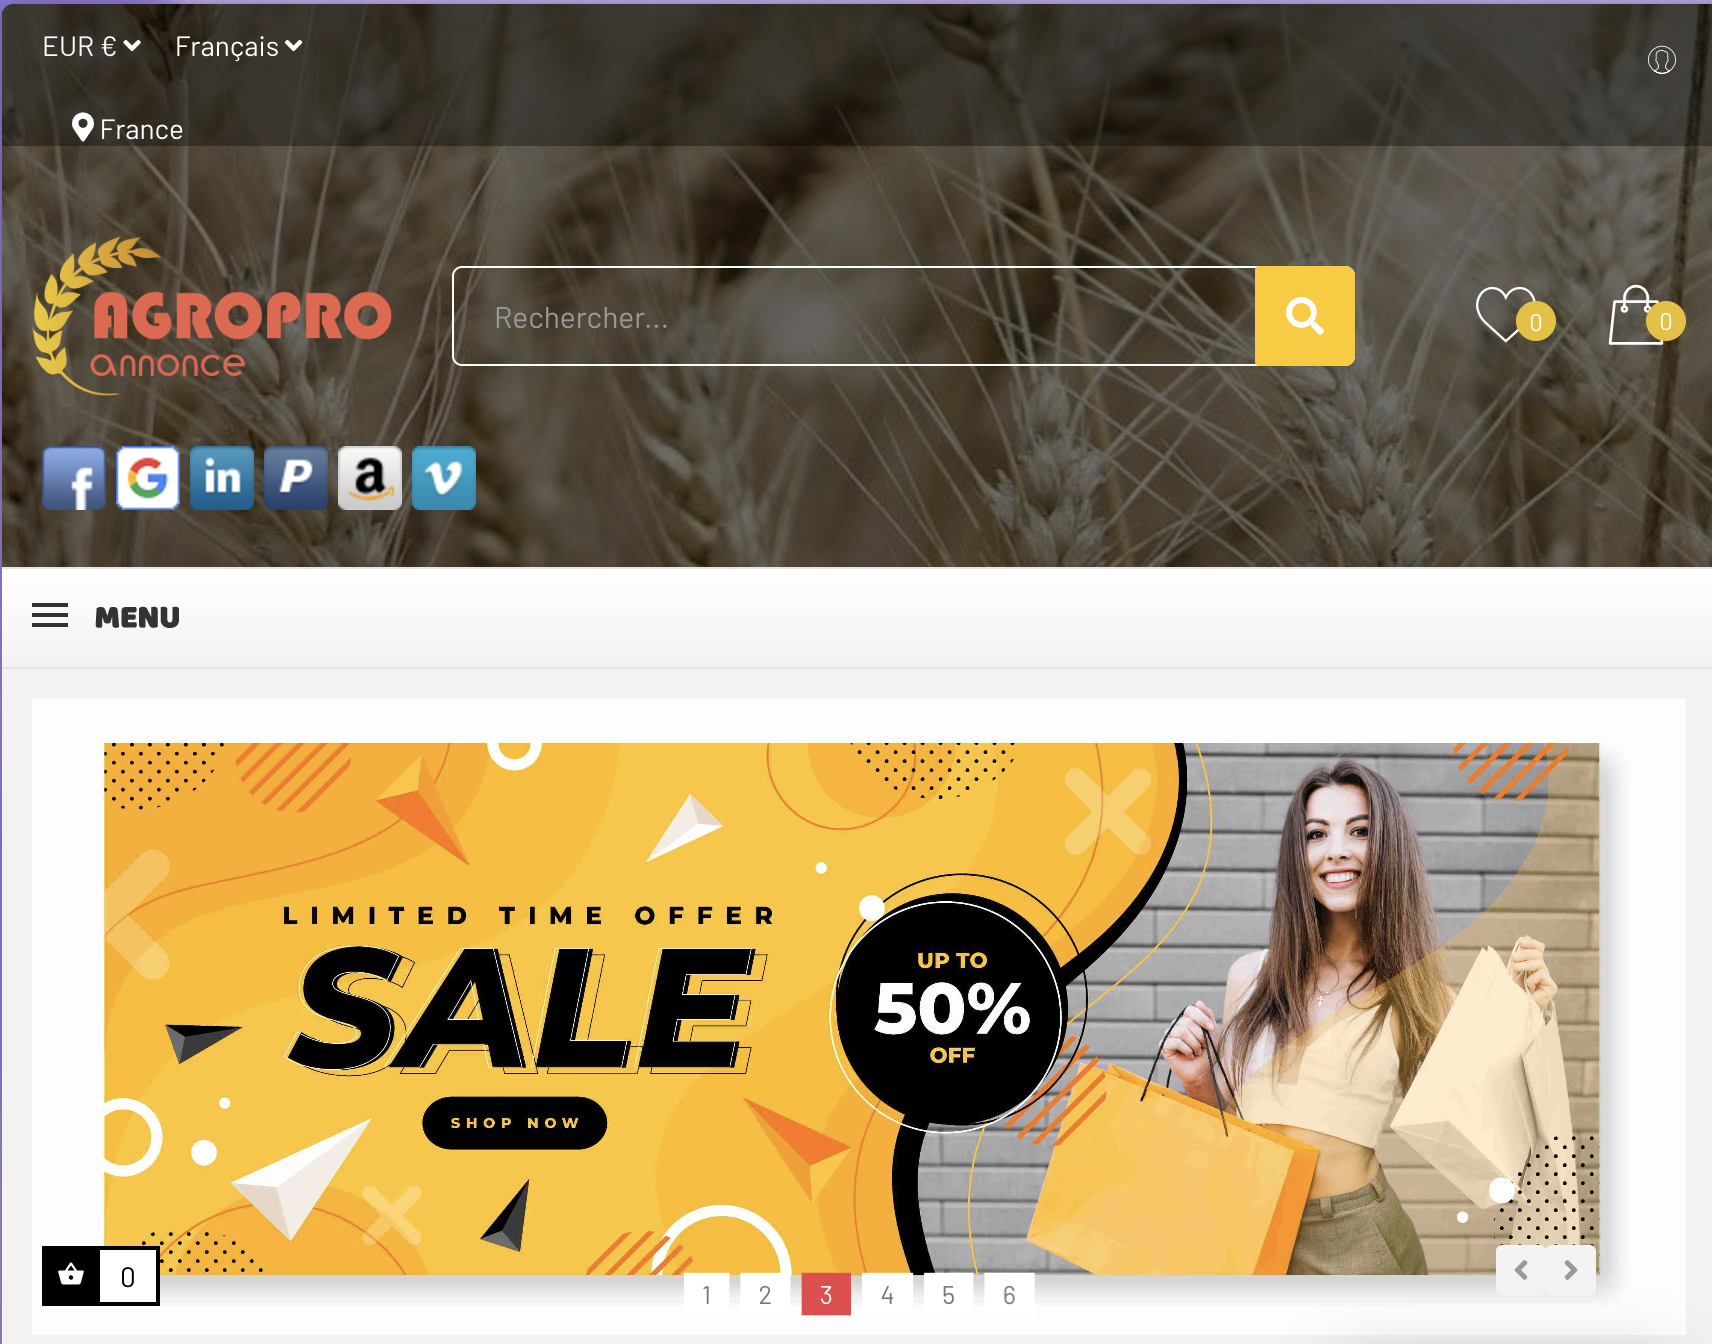 EUR € Français
France
AGROPRO
annonce
Rechercher...
0
0
f G in P a v
MENU
LIMITED TIME OFFER
SALE
UP TO
50%
OFF
SHOP NOW
0
1 2 3 4 5 6